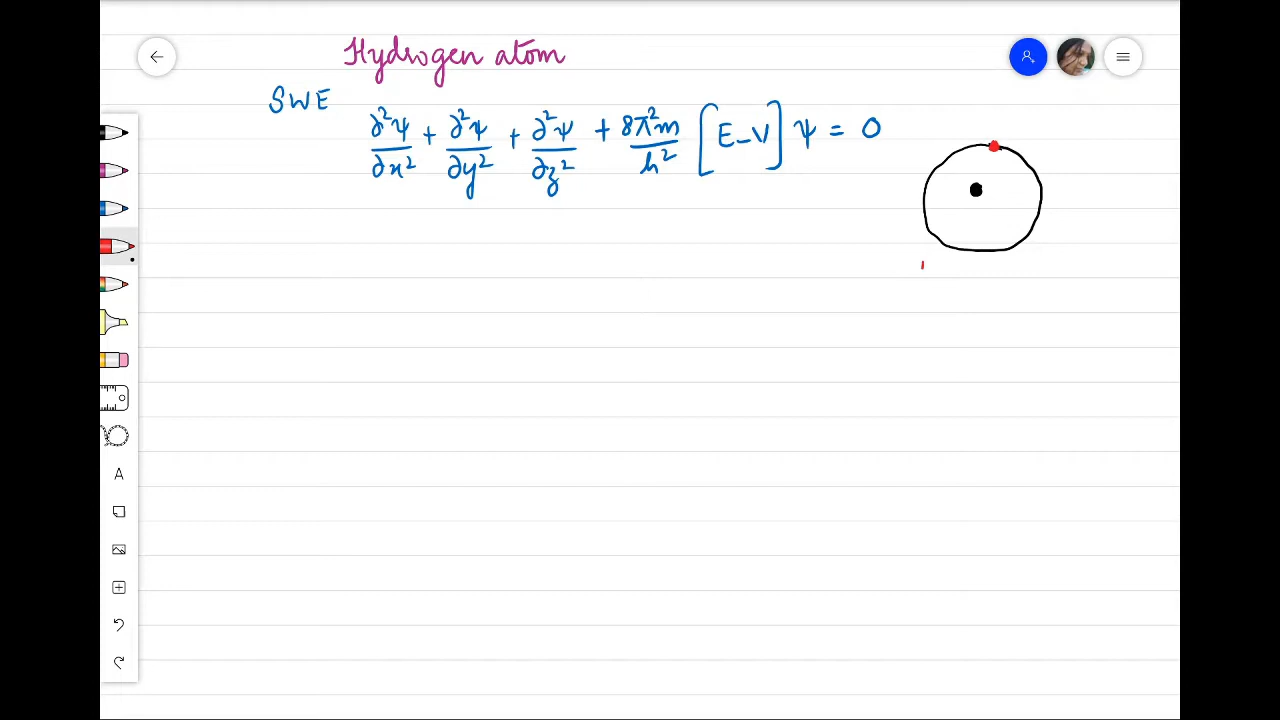 Hydrogen atom
SWE
∂²ψ/∂x² + ∂²ψ/∂y² + ∂²ψ/∂z² + 8π²m/h² [E-V] ψ = 0
A